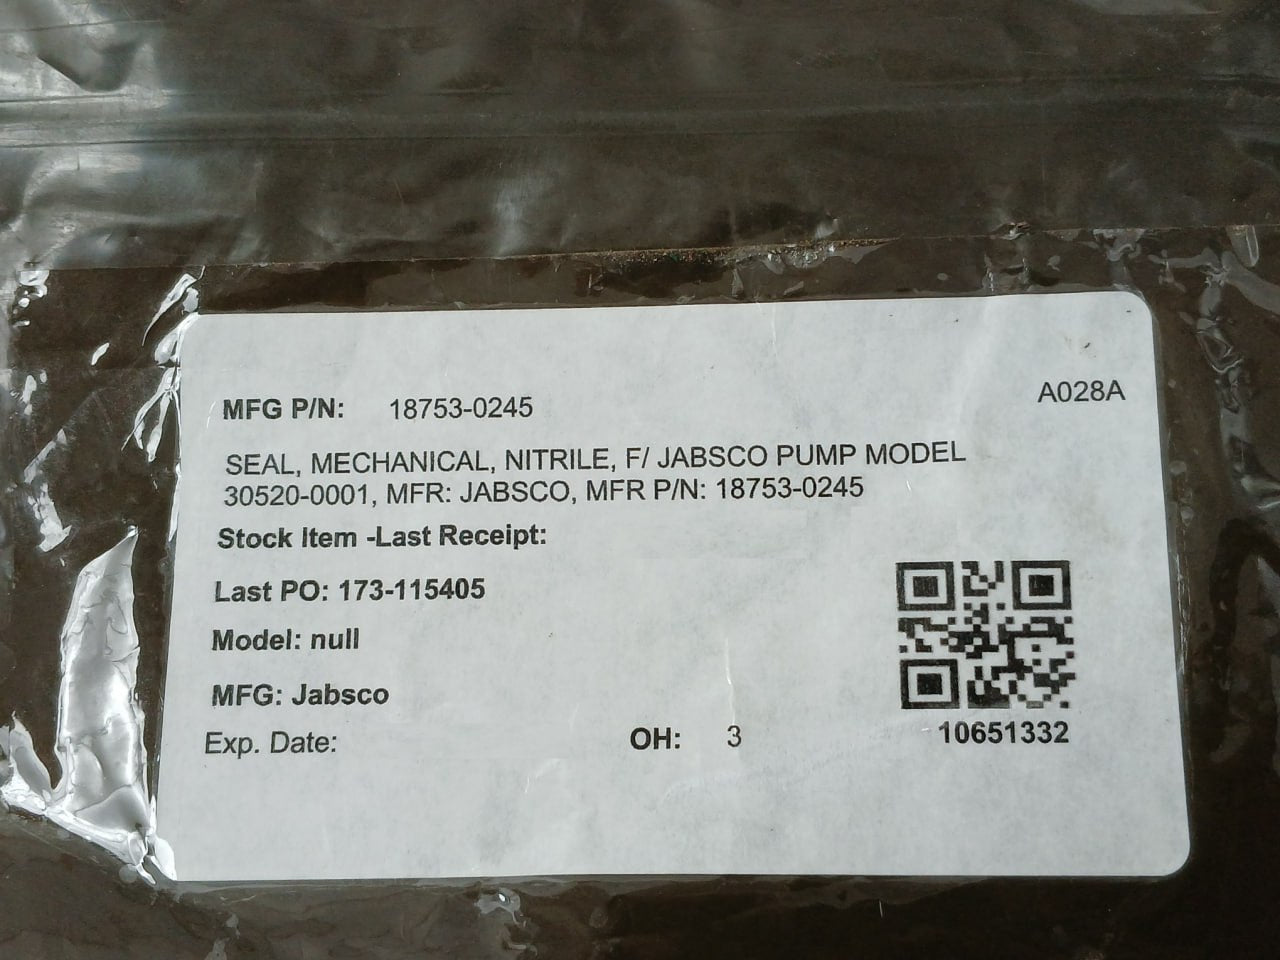 A028A
MFG P/N: 18753-0245
SEAL, MECHANICAL, NITRILE, F/ JABSCO PUMP MODEL
30520-0001, MFR: JABSCO, MFR P/N: 18753-0245
Stock Item -Last Receipt:
Last PO: 173-115405
Model: null
MFG: Jabsco
Exp. Date: OH: 3
10651332